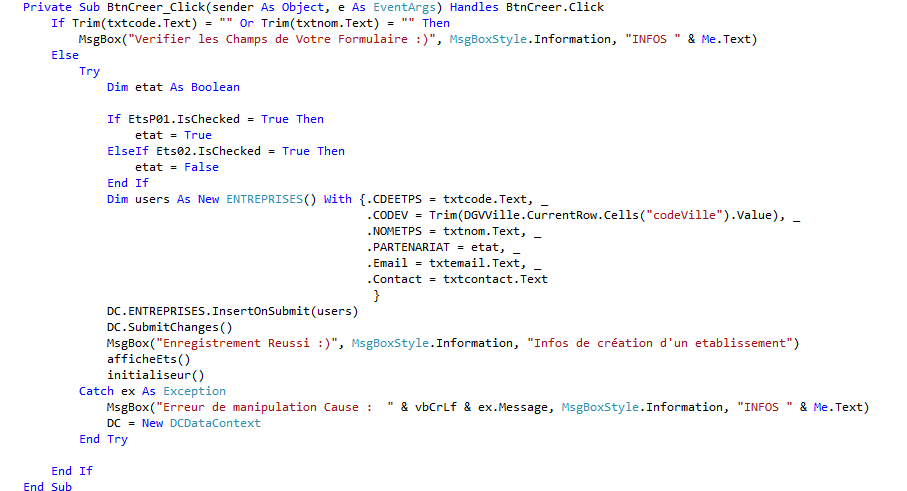 Private Sub BtnCreer_Click(sender As Object, e As EventArgs) Handles BtnCreer.Click
If Trim(txtcode.Text) = "" Or Trim(txtnom.Text) = "" Then
MsgBox("Verifier les Champs de Votre Formulaire :)", MsgBoxStyle.Information, "INFOS " & Me.Text)
Else
Try
Dim etat As Boolean
If EtsP01.IsChecked = True Then
etat = True
ElseIf Ets02.IsChecked = True Then
etat = False
End If
Dim users As New ENTREPRISES() With {.CDEETPS = txtcode.Text, _
.CODEV = Trim(DGVVille.CurrentRow.Cells("codeVille").Value), _
.NOMETPS = txtnom.Text, _
.PARTENARIAT = etat, _
.Email = txtemail.Text, _
.Contact = txtcontact.Text
}
DC.ENTREPRISES.InsertOnSubmit(users)
DC.SubmitChanges()
MsgBox("Enregistrement Reussi :)", MsgBoxStyle.Information, "Infos de création d'un etablissement")
afficheEts()
initialiseur()
Catch ex As Exception
MsgBox("Erreur de manipulation Cause :  " & vbCrLf & ex.Message, MsgBoxStyle.Information, "INFOS " & Me.Text)
DC = New DCDataContext
End Try
End If
End Sub